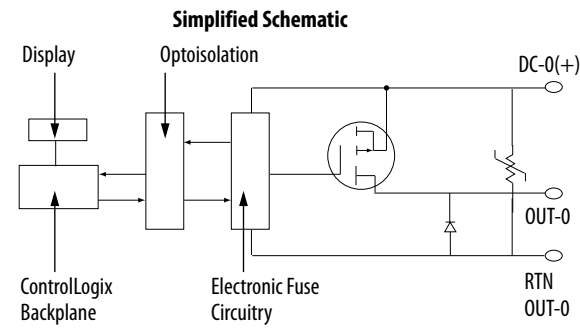 Simplified Schematic
Display
Optoisolation
DC-0(+)
OUT-0
ControlLogix
Backplane
Electronic Fuse
Circuitry
RTN
OUT-0